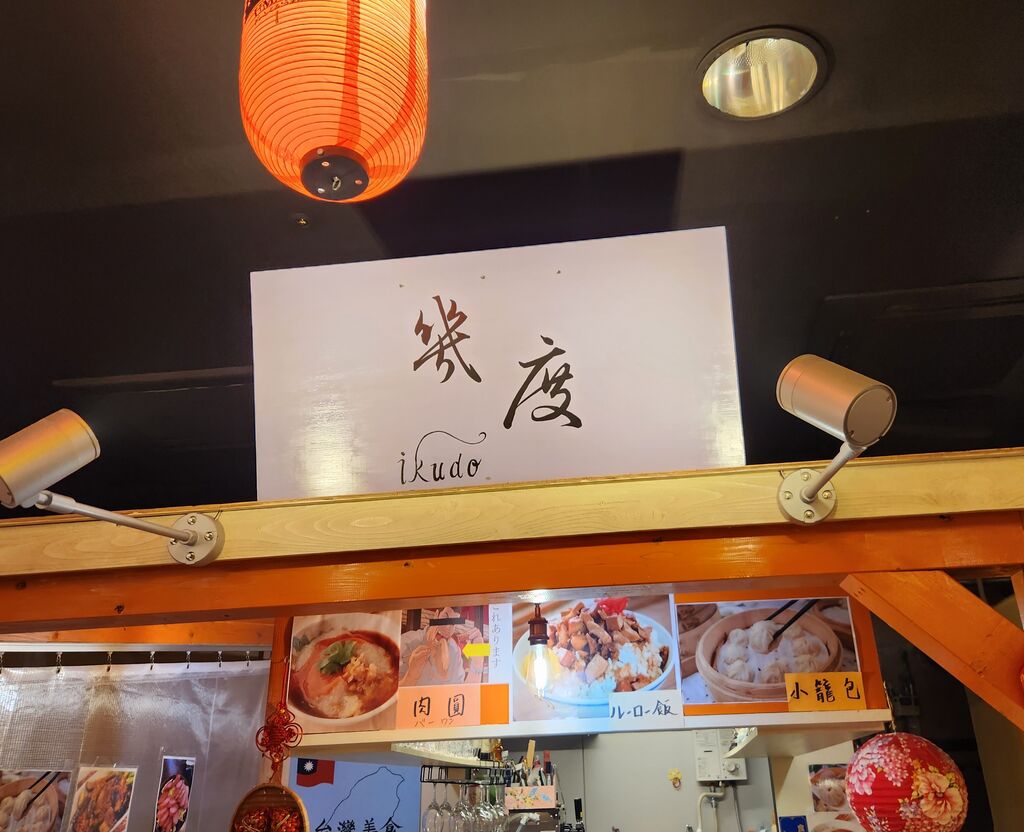 幾度
ikudo
これあります
肉圓
バーワン
ルーロー飯
小籠包
台灣美食